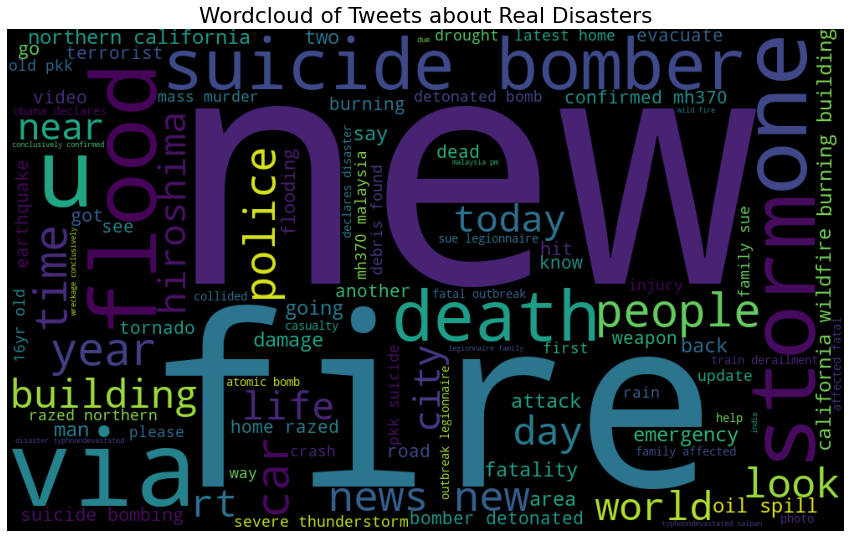 Wordcloud of Tweets about Real Disasters
northern california
two
due
drought
latest home
evacuate
go
terrorist
old pkk
suicide bomber
one
video
mass murder
burning
detonated bomb
confirmed mh370
obama declares
near
wild fire
say
flood
hiroshima
conclusively confirmed
police
dead
malaysia pm
new
u
earthquake
flooding
declares disaster
mh370 malaysia
debris found
today
sue legionnaire
hit
know
family sue
storm
california wildfire
burning building
got
see
time
wreckage conclusively
collided
going
another
fatal outbreak
injury
16yr old
tornado
casualty
damage
death
people
weapon
back
year
first
legionnaire family
train derailment
update
affected fatal
fire
atomic bomb
building
life
pkk suicide
city
attack
rain
razed northern
home razed
day
help
india
man
please
disaster typhoondevastated
car
crash
road
outbreak legionnaire
emergency
family affected
via
rt
way
fatality
look
news
new
area
world
oil spill
suicide bombing
severe thunderstorm
bomber detonated
typhoondevastated saipan
photo